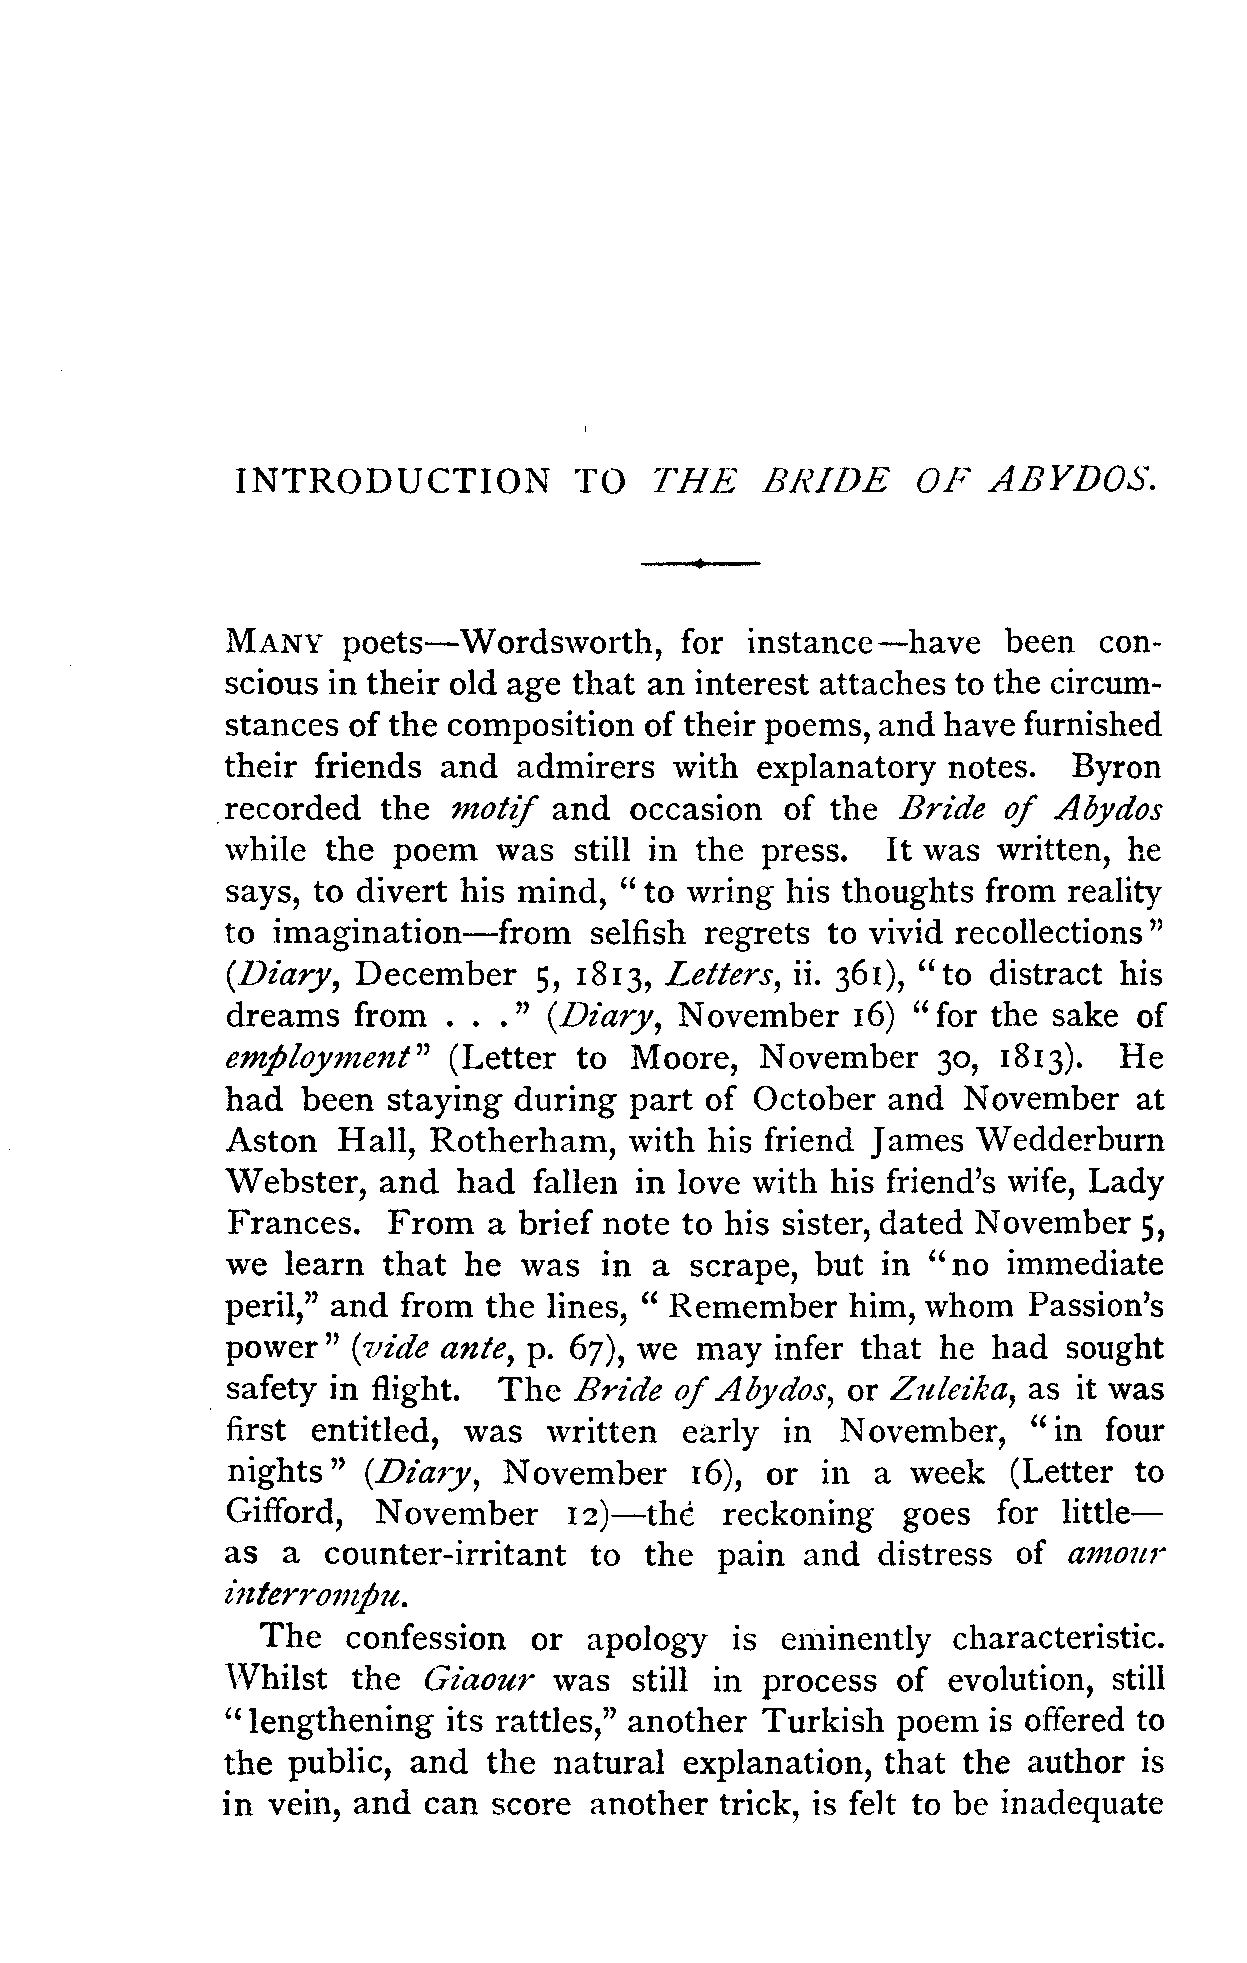 INTRODUCTION TO THE BRIDE OF ABYDOS.
MANY poets—Wordsworth, for instance—have been con-
scious in their old age that an interest attaches to the circum-
stances of the composition of their poems, and have furnished
their friends and admirers with explanatory notes. Byron
recorded the motif and occasion of the Bride of Abydos
while the poem was still in the press. It was written, he
says, to divert his mind, "to wring his thoughts from reality
to imagination—from selfish regrets to vivid recollections"
(Diary, December 5, 1813, Letters, ii. 361), "to distract his
dreams from . . ." (Diary, November 16) "for the sake of
employment" (Letter to Moore, November 30, 1813). He
had been staying during part of October and November at
Aston Hall, Rotherham, with his friend James Wedderburn
Webster, and had fallen in love with his friend's wife, Lady
Frances. From a brief note to his sister, dated November 5,
we learn that he was in a scrape, but in "no immediate
peril," and from the lines, "Remember him, whom Passion's
power" (vide ante, p. 67), we may infer that he had sought
safety in flight. The Bride of Abydos, or Zuleika, as it was
first entitled, was written early in November, "in four
nights" (Diary, November 16), or in a week (Letter to
Gifford, November 12)—the reckoning goes for little—
as a counter-irritant to the pain and distress of amour
interrompu.
The confession or apology is eminently characteristic.
Whilst the Giaour was still in process of evolution, still
"lengthening its rattles," another Turkish poem is offered to
the public, and the natural explanation, that the author is
in vein, and can score another trick, is felt to be inadequate